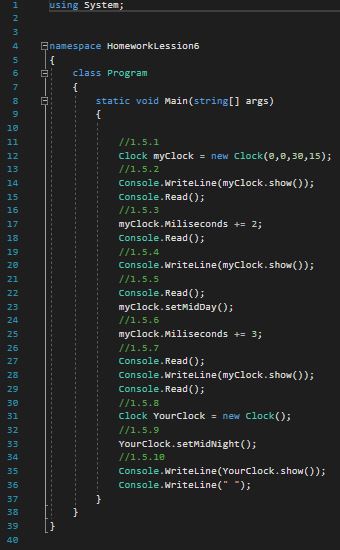 1 using System;
2
3
4 namespace HomeworkLession6
5 {
6 class Program
7 {
8 static void Main(string[] args)
9 {
10
11 //1.5.1
12 Clock myClock = new Clock(0,0,30,15);
13 //1.5.2
14 Console.WriteLine(myClock.show());
15 Console.Read();
16 //1.5.3
17 myClock.Miliseconds += 2;
18 Console.Read();
19 //1.5.4
20 Console.WriteLine(myClock.show());
21 //1.5.5
22 Console.Read();
23 myClock.setMidDay();
24 //1.5.6
25 myClock.Miliseconds += 3;
26 //1.5.7
27 Console.Read();
28 Console.WriteLine(myClock.show());
29 Console.Read();
30 //1.5.8
31 Clock YourClock = new Clock();
32 //1.5.9
33 YourClock.setMidNight();
34 //1.5.10
35 Console.WriteLine(YourClock.show());
36 Console.WriteLine(" ");
37 }
38 }
39 }
40